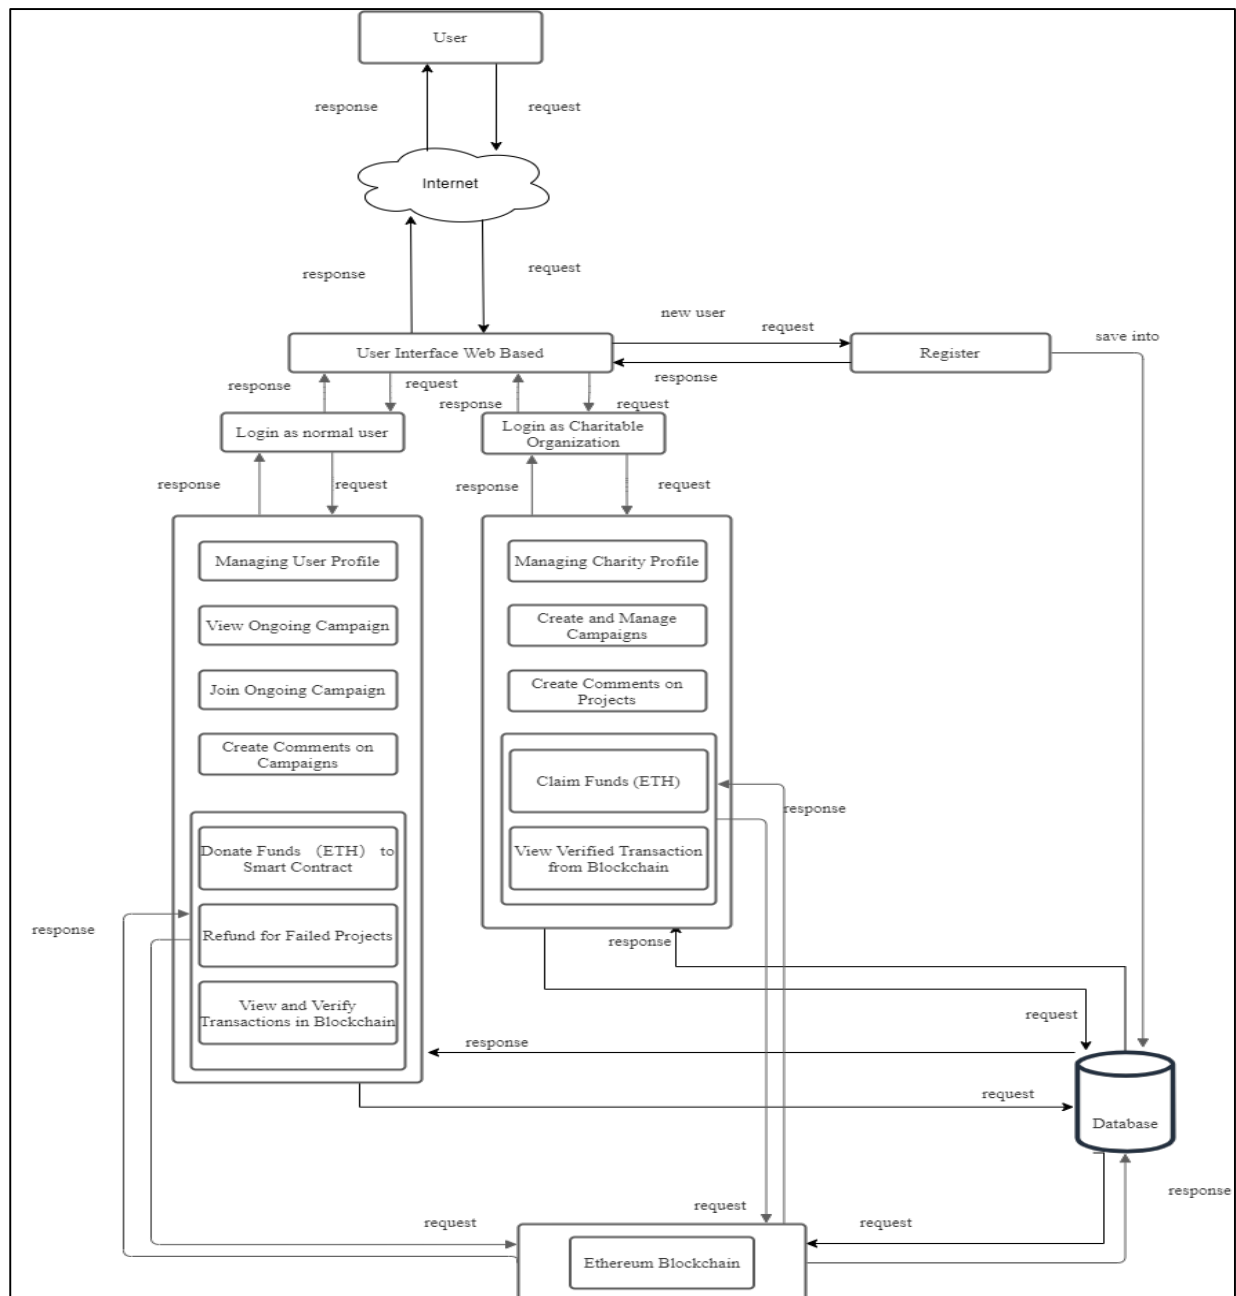 User
response
request
Internet
response
request
new user
request
save into
User Interface Web Based
Register
response
response
request
response
request
Login as normal user
Login as Charitable
Organization
response
request
response
request
Managing User Profile
View Ongoing Campaign
Join Ongoing Campaign
Create Comments on
Campaigns
Donate Funds （ETH） to
Smart Contract
Refund for Failed Projects
View and Verify
Transactions in Blockchain
Managing Charity Profile
Create and Manage
Campaigns
Create Comments on
Projects
Claim Funds (ETH)
View Verified Transaction
from Blockchain
response
response
response
request
response
request
Database
response
request
request
request
Ethereum Blockchain